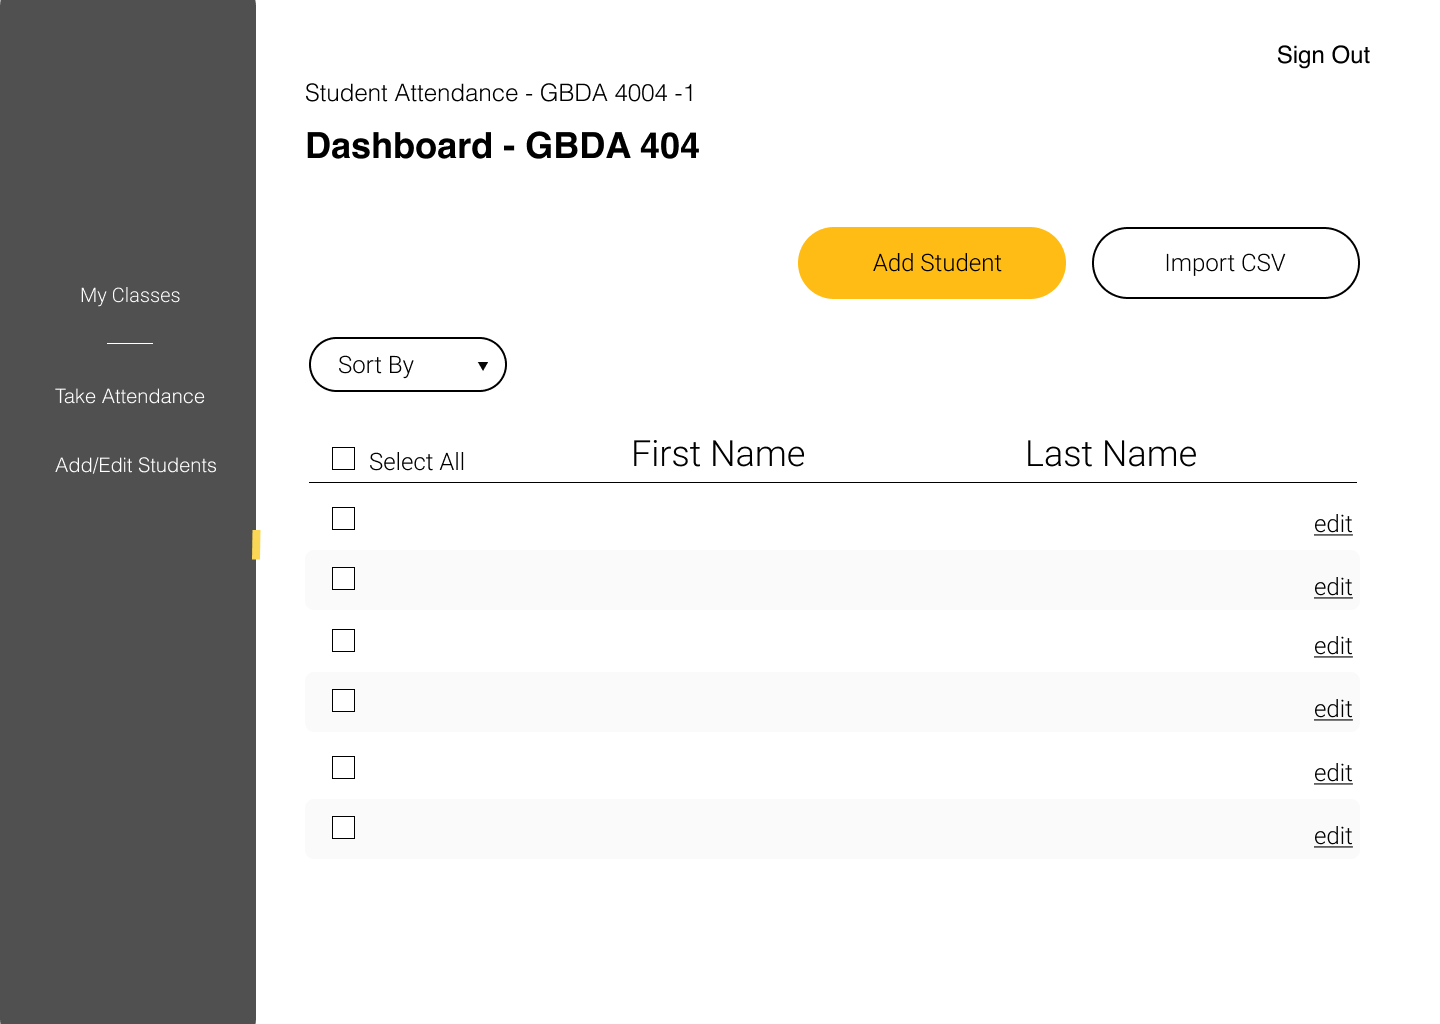 Sign Out
Student Attendance - GBDA 4004 -1
Dashboard - GBDA 404
Add Student
Import CSV
My Classes
Take Attendance
Add/Edit Students
Sort By
Select All First Name Last Name
edit
edit
edit
edit
edit
edit